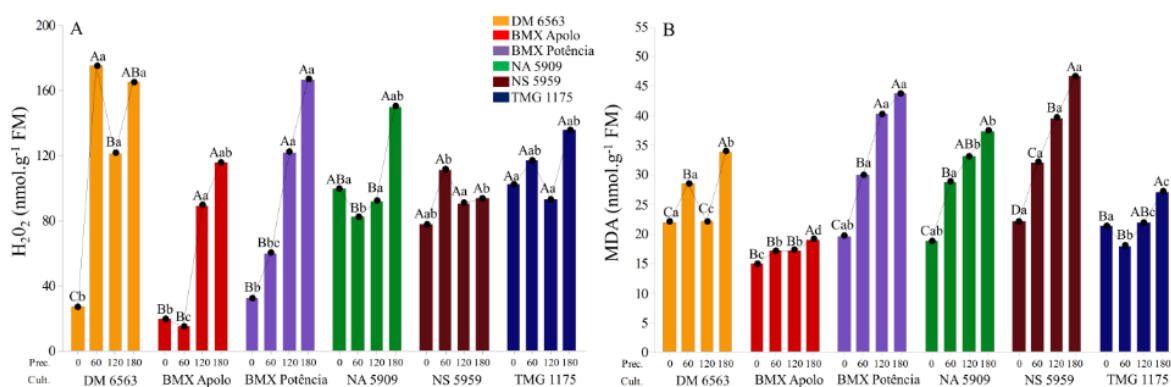 A
H₂0₂ (nmol.g⁻¹ FM)
200
160
120
80
40
0
DM 6563
BMX Apolo
BMX Potência
NA 5909
NS 5959
TMG 1175
Cb Aa Ba ABa
Bb Bc Aa Aab
Bb Bbc Aa Aa
ABa Bb Ba Aab
Aab Ab Aa Ab
Aa Aab Aa Aab
Prec. 0 60 120 180 0 60 120 180 0 60 120 180 0 60 120 180 0 60 120 180 0 60 120 180
Cult. DM 6563 BMX Apolo BMX Potência NA 5909 NS 5959 TMG 1175
B
MDA (nmol.g⁻¹ FM)
55
50
45
40
35
30
25
20
15
10
5
0
Ca Ba Cc Ab
Bc Bb Bb Ad
Cab Ba Aa Aa
Cab Ba ABb Ab
Da Ca Ba Aa
Ba Bb ABc Ac
Prec. 0 60 120 180 0 60 120 180 0 60 120 180 0 60 120 180 0 60 120 180 0 60 120 180
Cult. DM 6563 BMX Apolo BMX Potência NA 5909 NS 5959 TMG 1175